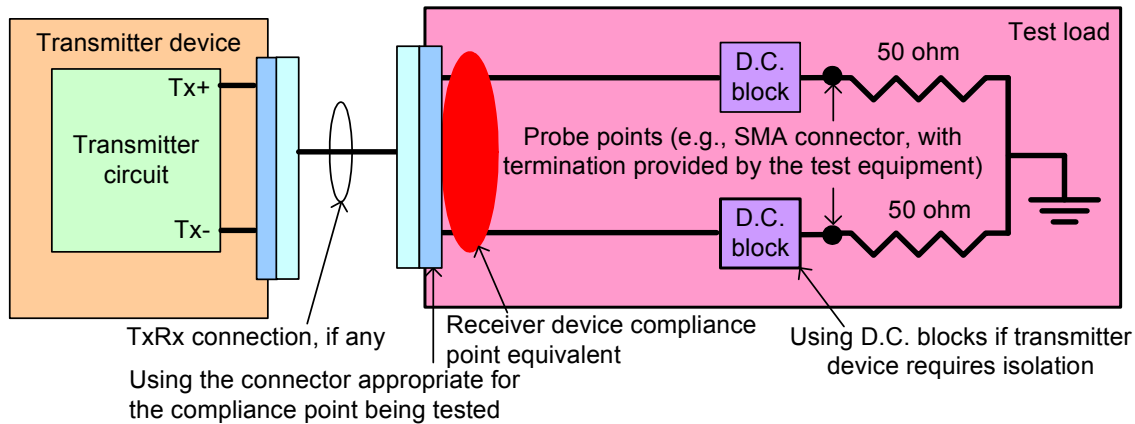 Transmitter device
Tx+
Transmitter
circuit
Tx-
Test load
D.C.
block
50 ohm
Probe points (e.g., SMA connector, with
termination provided by the test equipment)
D.C.
block
50 ohm
TxRx connection, if any
Using the connector appropriate for
the compliance point being tested
Receiver device compliance
point equivalent
Using D.C. blocks if transmitter
device requires isolation